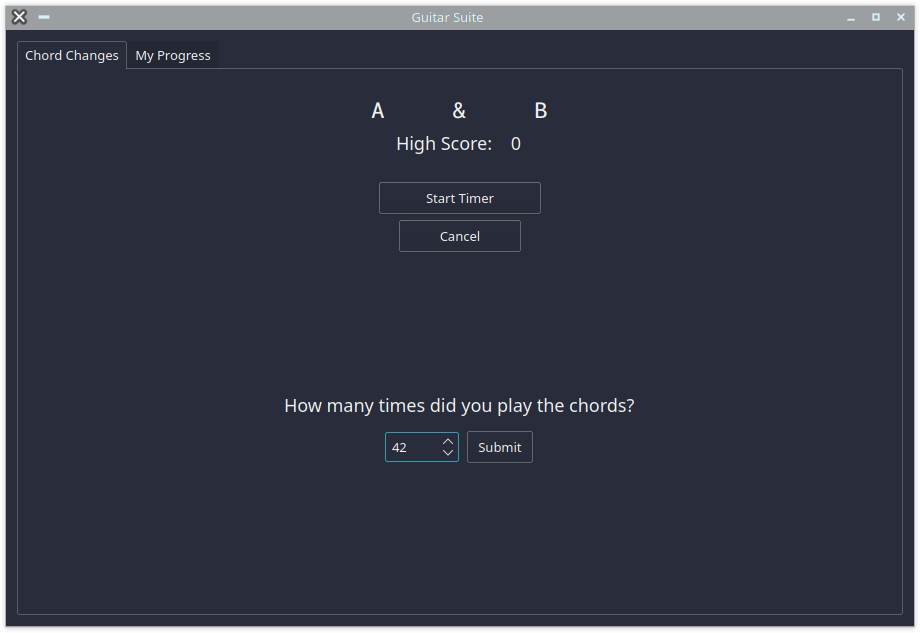 Guitar Suite
Chord Changes My Progress
A & B
High Score: 0
Start Timer
Cancel
How many times did you play the chords?
42 Submit